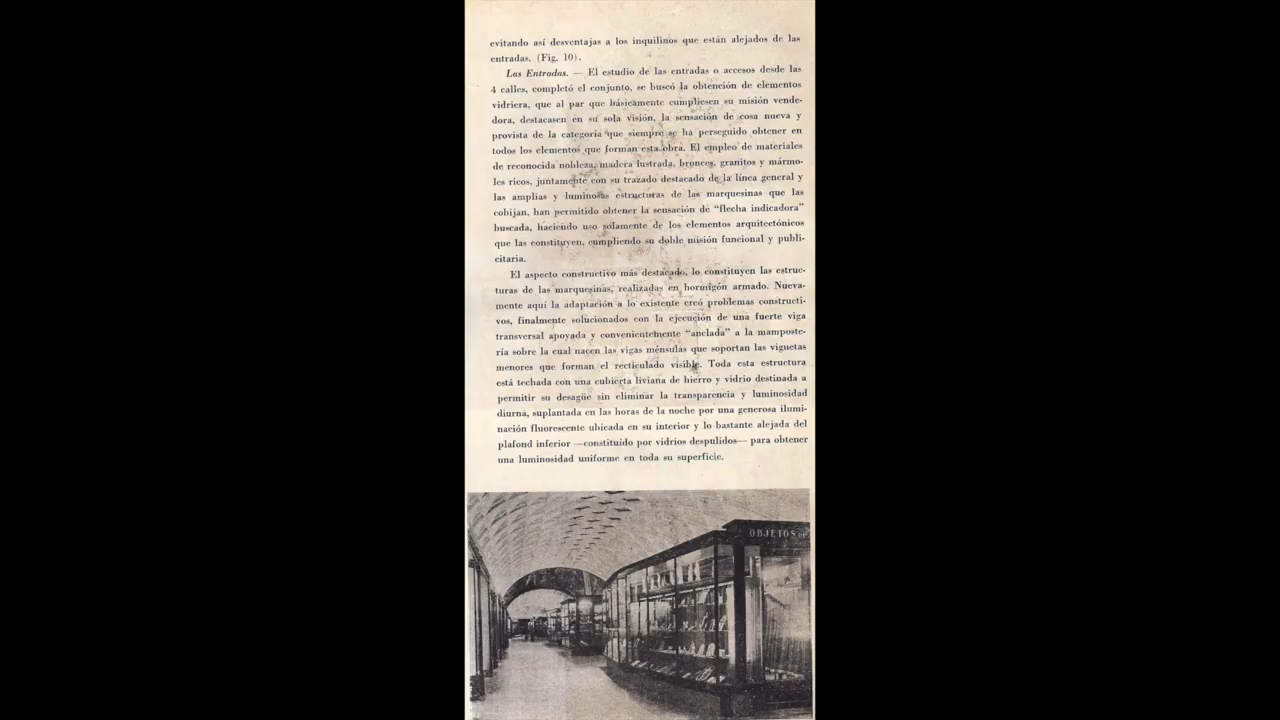 evitando así desventajas a los inquilinos que están alejados de las
entradas. (Fig. 10).
Las Entradas. — El estudio de las entradas o accesos desde las
4 calles, completó el conjunto, se buscó la obtención de elementos
vidriera, que al par que básicamente cumpliesen su misión vende-
dora, destacasen en su sola visión, la sensación de cosa nueva y
provista de la categoría que siempre se ha perseguido obtener en
todos los elementos que forman esta obra. El empleo de materiales
de reconocida nobleza, madera lustrada, bronces, granitos y mármo-
les ricos, juntamente con su trazado destacado de la línea general y
las amplias y luminosas estructuras de las marquesinas que las
cobijan, han permitido obtener la sensación de “flecha indicadora”
buscada, haciendo uso solamente de los elementos arquitectónicos
que las constituyen, cumpliendo su doble misión funcional y publi-
citaria.
El aspecto constructivo más destacado, lo constituyen las estruc-
turas de las marquesinas, realizadas en hormigón armado. Nueva-
mente aquí la adaptación a lo existente creó problemas constructi-
vos, finalmente solucionados con la ejecución de una fuerte viga
transversal apoyada y convenientemente “anclada” a la mamposte-
ría sobre la cual nacen las vigas ménsulas que soportan las viguetas
menores que forman el recticulado visible. Toda esta estructura
está techada con una cubierta liviana de hierro y vidrio destinada a
permitir su desagüe sin eliminar la transparencia y luminosidad
diurna, suplantada en las horas de la noche por una generosa ilumi-
nación fluorescente ubicada en su interior y lo bastante alejada del
plafond inferior —constituído por vidrios despulidos— para obtener
una luminosidad uniforme en toda su superficie.
OBJETOS